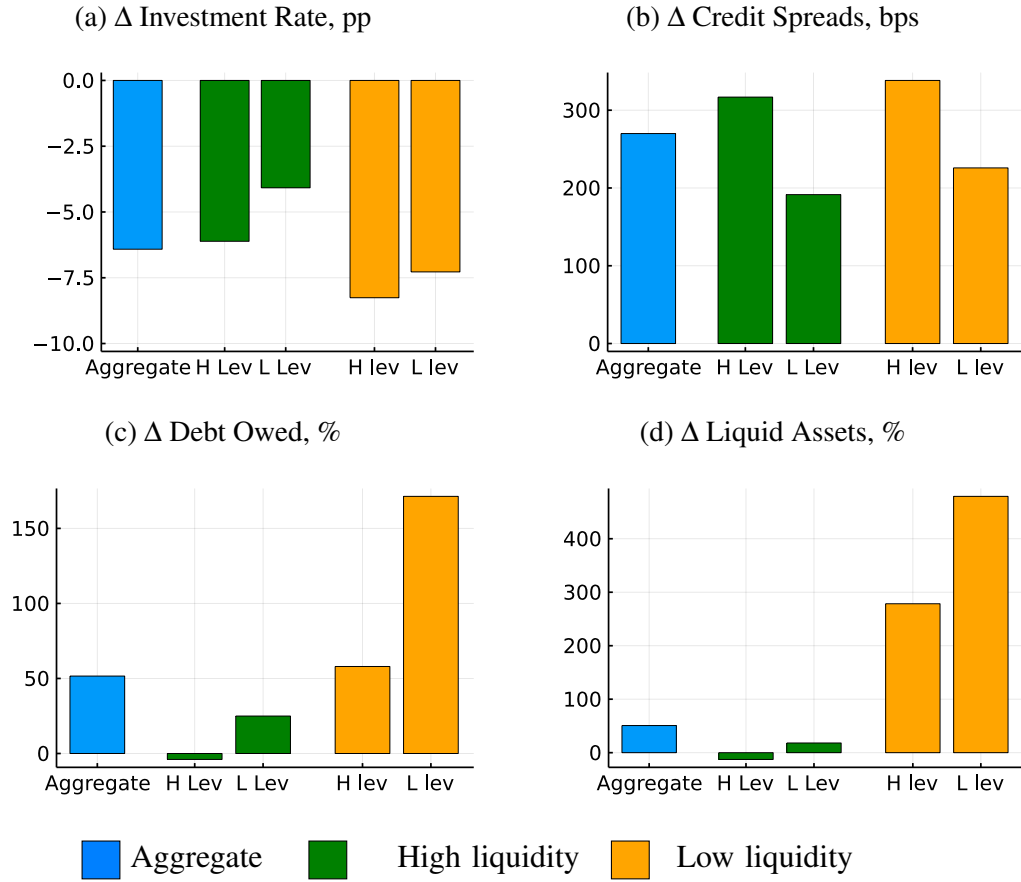 (a) Δ Investment Rate, pp
0.0
−2.5
−5.0
−7.5
−10.0
Aggregate H Lev L Lev H lev L lev
(b) Δ Credit Spreads, bps
300
200
100
0
Aggregate H Lev L Lev H lev L lev
(c) Δ Debt Owed, %
150
100
50
0
Aggregate H Lev L Lev H lev L lev
(d) Δ Liquid Assets, %
400
300
200
100
0
Aggregate H Lev L Lev H lev L lev
Aggregate High liquidity Low liquidity